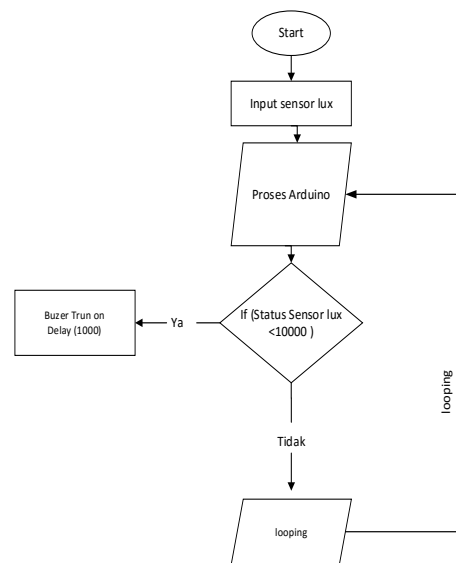 Start
Input sensor lux
Proses Arduino
If (Status Sensor lux
<10000 )
Ya
Buzer Trun on
Delay (1000)
Tidak
looping
looping